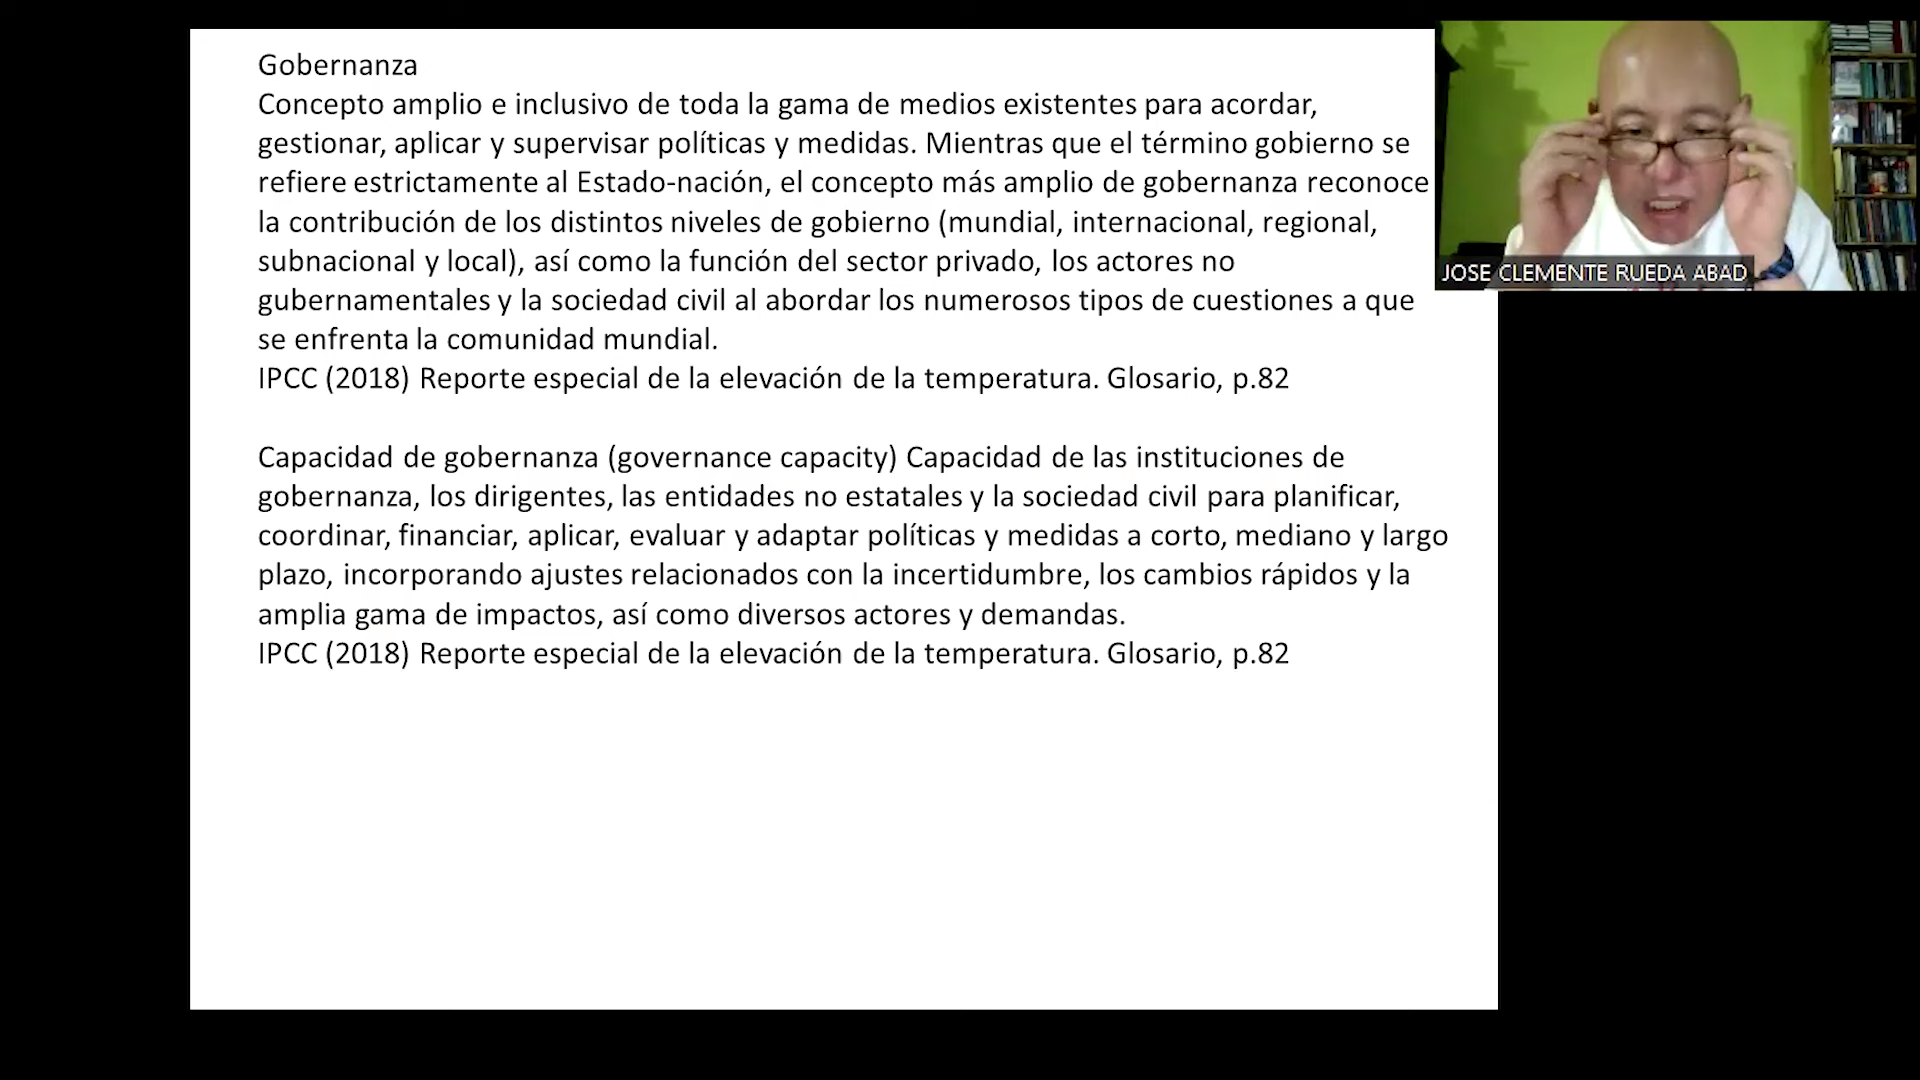 Gobernanza
Concepto amplio e inclusivo de toda la gama de medios existentes para acordar,
gestionar, aplicar y supervisar políticas y medidas. Mientras que el término gobierno se
refiere estrictamente al Estado-nación, el concepto más amplio de gobernanza reconoce
la contribución de los distintos niveles de gobierno (mundial, internacional, regional,
subnacional y local), así como la función del sector privado, los actores no
gubernamentales y la sociedad civil al abordar los numerosos tipos de cuestiones a que
se enfrenta la comunidad mundial.
IPCC (2018) Reporte especial de la elevación de la temperatura. Glosario, p.82
Capacidad de gobernanza (governance capacity) Capacidad de las instituciones de
gobernanza, los dirigentes, las entidades no estatales y la sociedad civil para planificar,
coordinar, financiar, aplicar, evaluar y adaptar políticas y medidas a corto, mediano y largo
plazo, incorporando ajustes relacionados con la incertidumbre, los cambios rápidos y la
amplia gama de impactos, así como diversos actores y demandas.
IPCC (2018) Reporte especial de la elevación de la temperatura. Glosario, p.82
JOSE CLEMENTE RUEDA ABAD